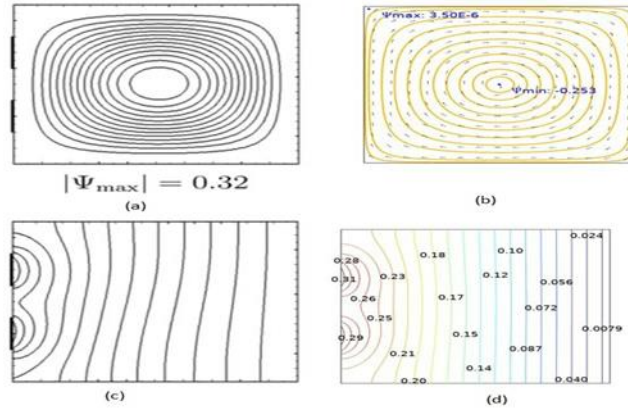 Ψmax: 3.50E-6
Ψmin: -0.253
|Ψmax| = 0.32
(a)
(b)
0.024
0.10
0.18
0.28
0.23
0.12
0.31
0.056
0.26
0.17
0.072
0.25
0.0079
0.15
0.29
0.087
0.21
0.14
0.20
0.040
(c)
(d)